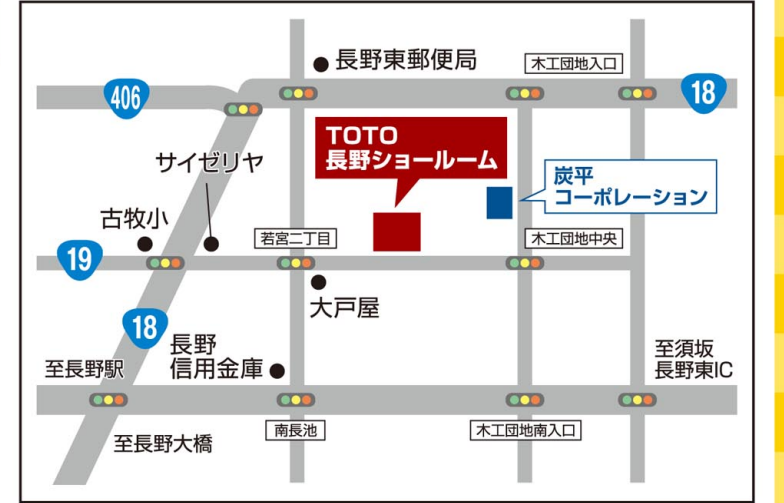 長野東郵便局
木工団地入口
406
18
TOTO
長野ショールーム
サイゼリヤ
炭平
コーポレーション
古牧小
若宮二丁目
木工団地中央
19
大戸屋
18
長野
信用金庫
至長野駅
至須坂
長野東IC
南長池
木工団地南入口
至長野大橋